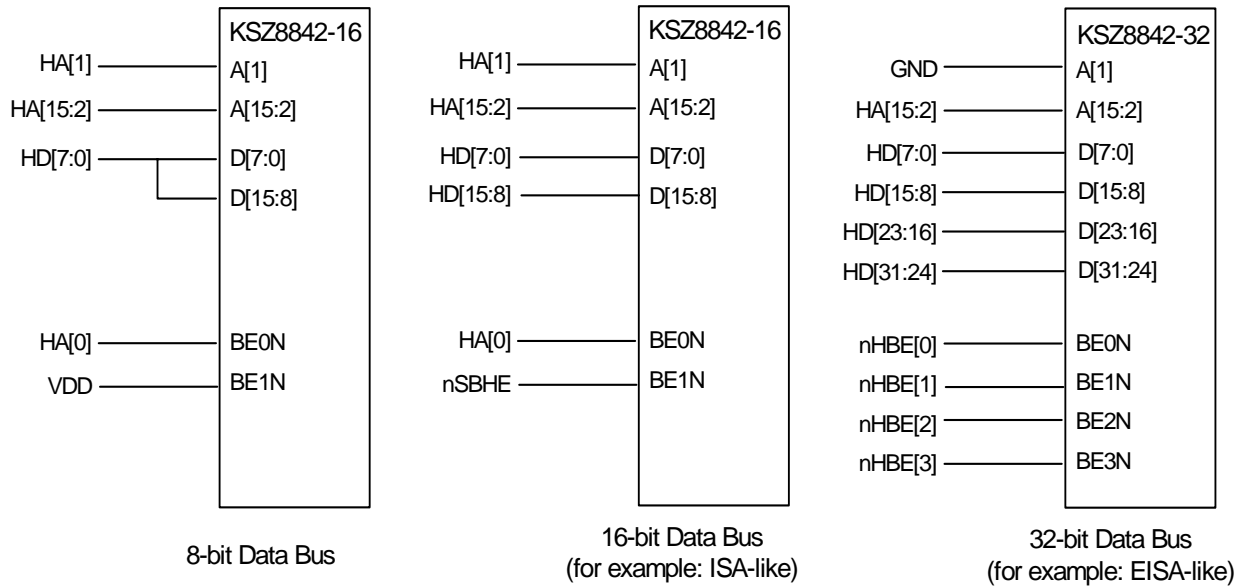 KSZ8842-16
HA[1]
A[1]
HA[15:2]
A[15:2]
HD[7:0]
D[7:0]
D[15:8]
HA[0]
BE0N
VDD
BE1N
8-bit Data Bus
KSZ8842-16
HA[1]
A[1]
HA[15:2]
A[15:2]
HD[7:0]
D[7:0]
HD[15:8]
D[15:8]
HA[0]
BE0N
nSBHE
BE1N
16-bit Data Bus
(for example: ISA-like)
KSZ8842-32
GND
A[1]
HA[15:2]
A[15:2]
HD[7:0]
D[7:0]
HD[15:8]
D[15:8]
HD[23:16]
D[23:16]
HD[31:24]
D[31:24]
nHBE[0]
BE0N
nHBE[1]
BE1N
nHBE[2]
BE2N
nHBE[3]
BE3N
32-bit Data Bus
(for example: EISA-like)